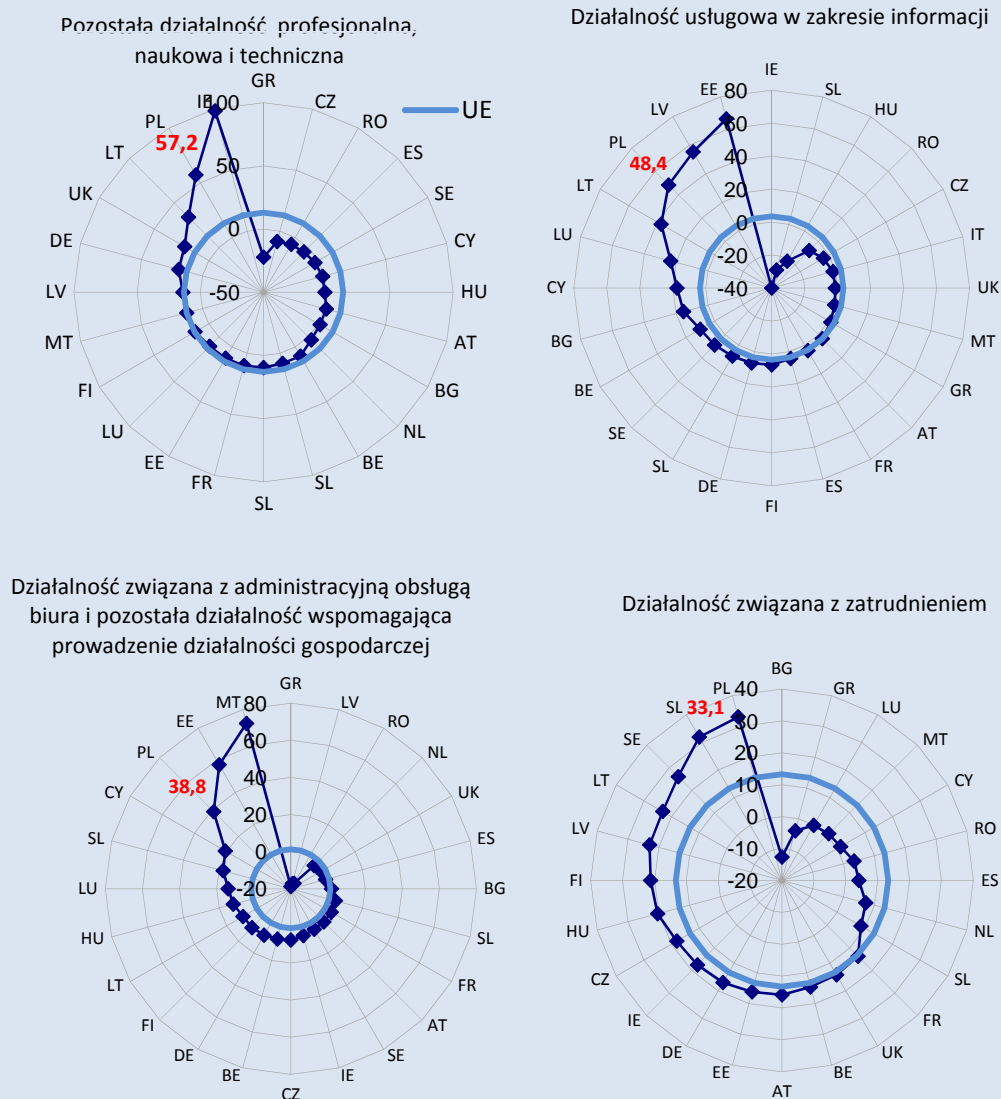 Pozostała działalność profesjonalna,
naukowa i techniczna
GR
CZ
RO
ES
SE
CY
HU
AT
BG
NL
BE
SL
SL
FR
EE
LU
FI
MT
LV
DE
UK
LT
PL
IE
100
50
0
-50
57,2
UE
Działalność usługowa w zakresie informacji
IE
SL
HU
RO
CZ
IT
UK
MT
GR
AT
FR
ES
FI
DE
SL
SE
BE
BG
CY
LU
LT
PL
LV
EE
80
60
40
20
0
-20
-40
48,4
Działalność związana z administracyjną obsługą
biura i pozostała działalność wspomagająca
prowadzenie działalności gospodarczej
GR
LV
RO
NL
UK
ES
BG
SL
FR
AT
SE
IE
CZ
BE
DE
FI
LT
HU
LU
SL
CY
PL
EE
MT
80
60
40
20
0
-20
38,8
Działalność związana z zatrudnieniem
BG
GR
LU
MT
CY
RO
ES
NL
SL
FR
UK
BE
AT
EE
DE
IE
CZ
HU
FI
LV
LT
SE
SL
PL
40
30
20
10
0
-10
-20
33,1